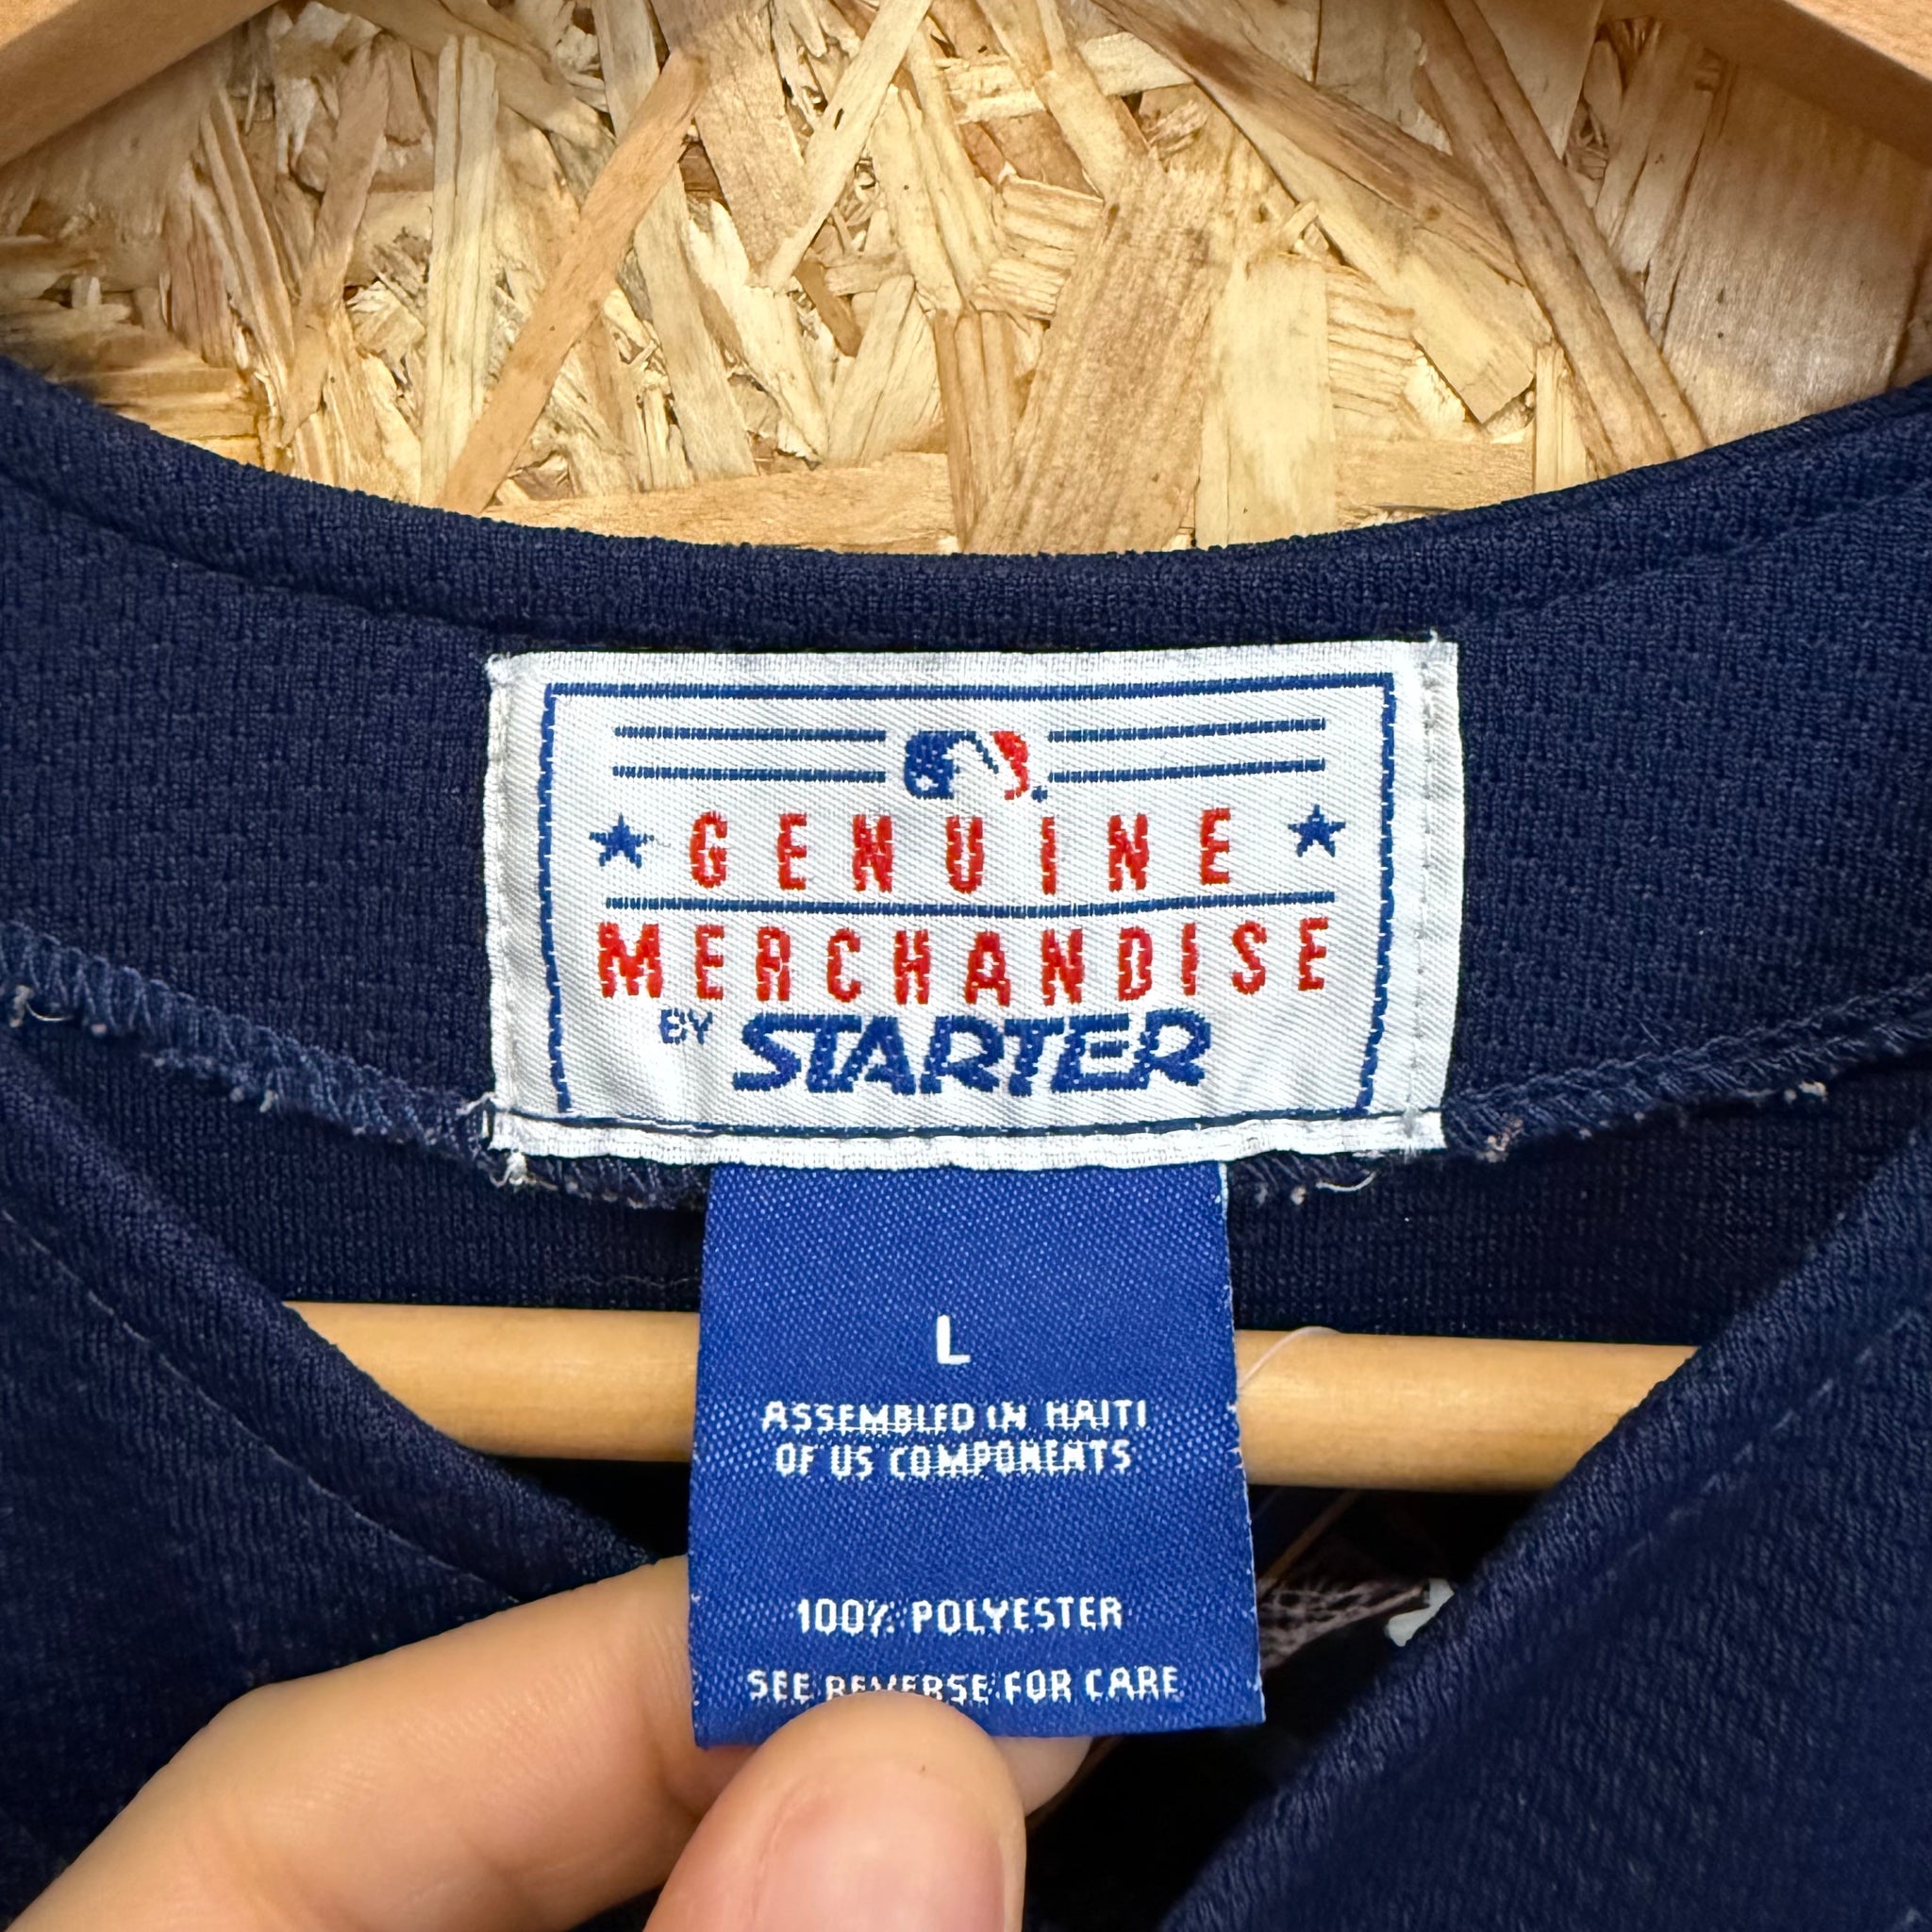 GENUINE
MERCHANDISE
BY STARTER
L
ASSEMBLED IN HAITI
OF US COMPONENTS
100% POLYESTER
SEE REVERSE FOR CARE